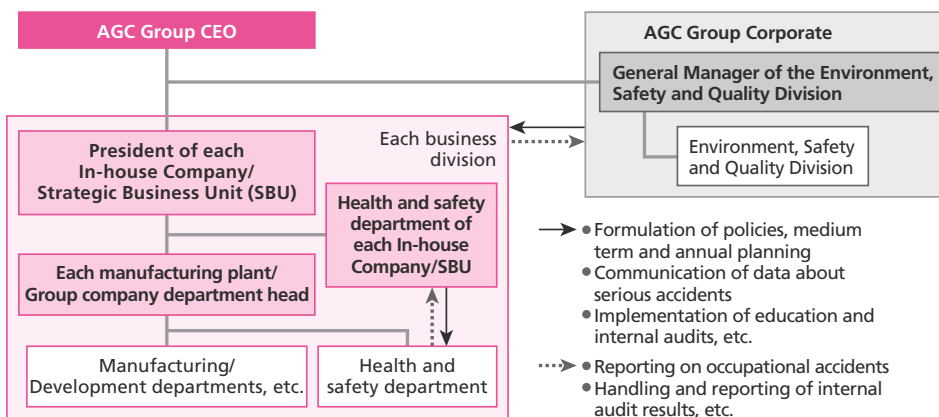 AGC Group CEO
AGC Group Corporate
General Manager of the Environment,
Safety and Quality Division
Environment, Safety
and Quality Division
Each business
division
President of each
In-house Company/
Strategic Business Unit (SBU)
Health and safety
department of
each In-house
Company/SBU
Each manufacturing plant/
Group company department head
Manufacturing/
Development departments, etc.
Health and
safety department
● Formulation of policies, medium
term and annual planning
● Communication of data about
serious accidents
● Implementation of education and
internal audits, etc.
● Reporting on occupational accidents
● Handling and reporting of internal
audit results, etc.